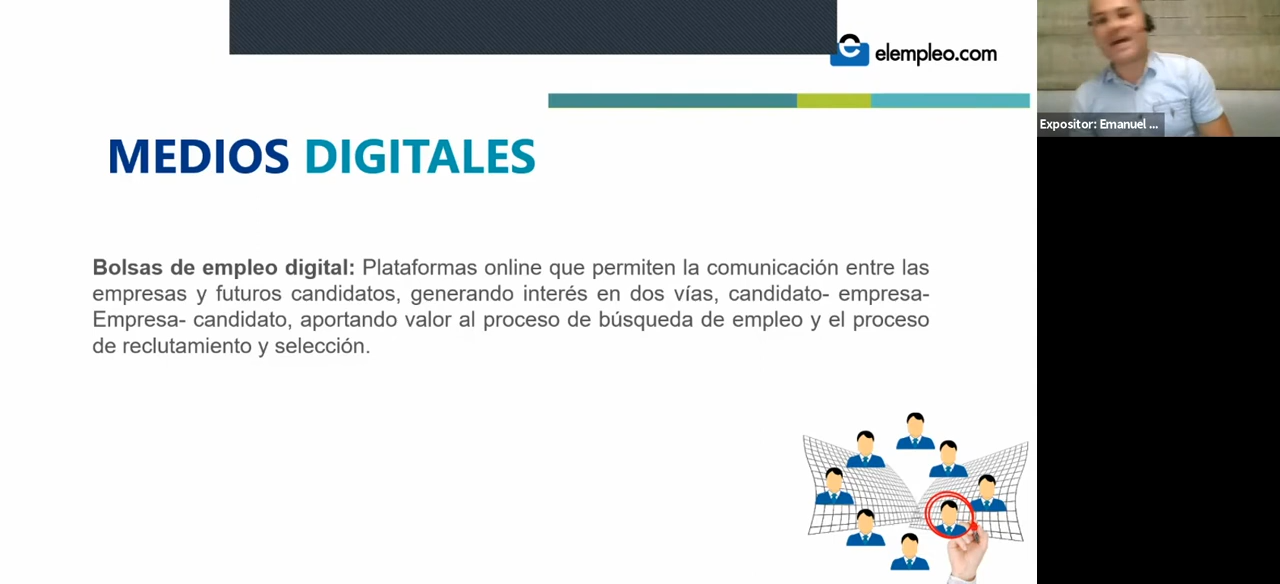 elempleo.com
Expositor: Emanuel ...
MEDIOS DIGITALES
Bolsas de empleo digital: Plataformas online que permiten la comunicación entre las
empresas y futuros candidatos, generando interés en dos vías, candidato- empresa-
Empresa- candidato, aportando valor al proceso de búsqueda de empleo y el proceso
de reclutamiento y selección.